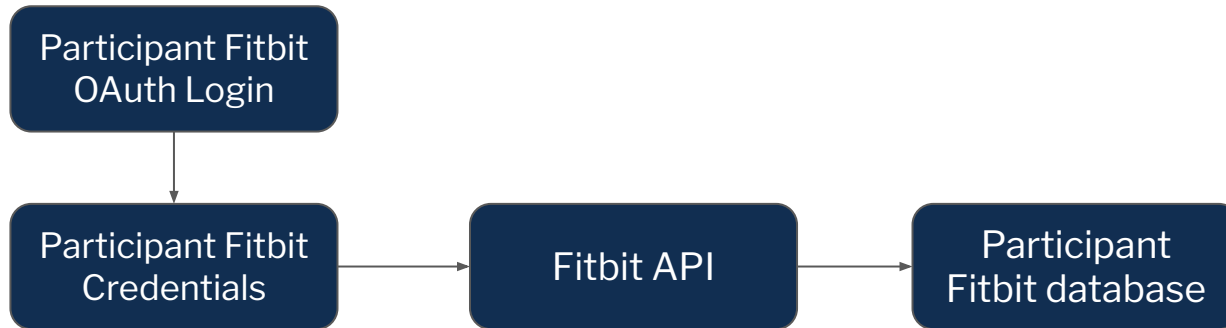 Participant Fitbit
OAuth Login
Participant Fitbit
Credentials
Fitbit API
Participant
Fitbit database